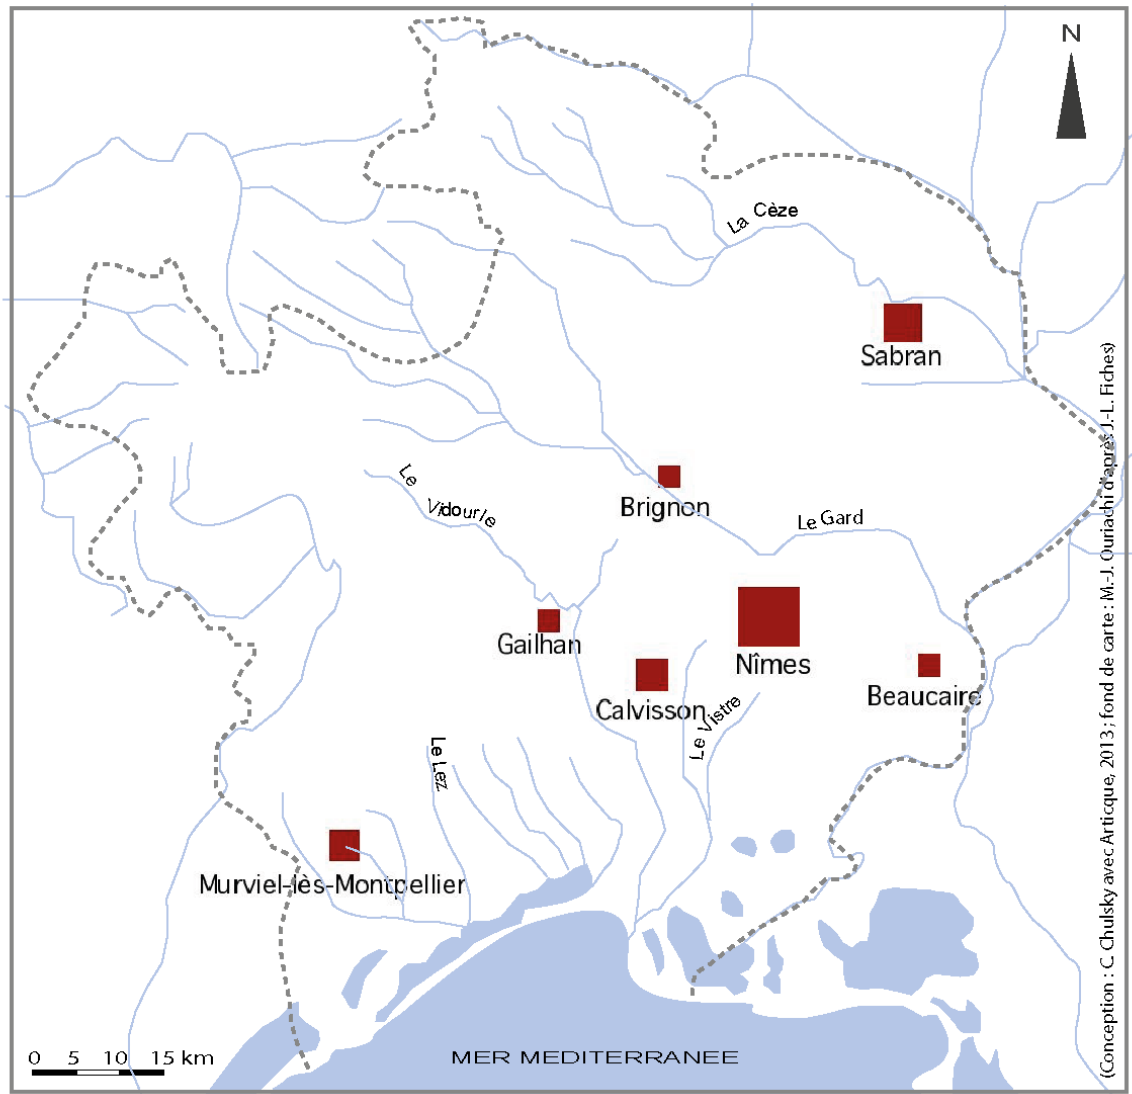 N
La Cèze
Sabran
Le Vidourle
Brignon
Le Gard
Gailhan
Nîmes
Calvisson
Beaucaire
Le Vistre
Le Lez
Murviel-lès-Montpellier
0 5 10 15 km
MER MEDITERRANEE
(Conception : C. Chulsky avec Articque, 2013 ; fond de carte : M.-J. Ouriachi d'après J.-L. Fiches)